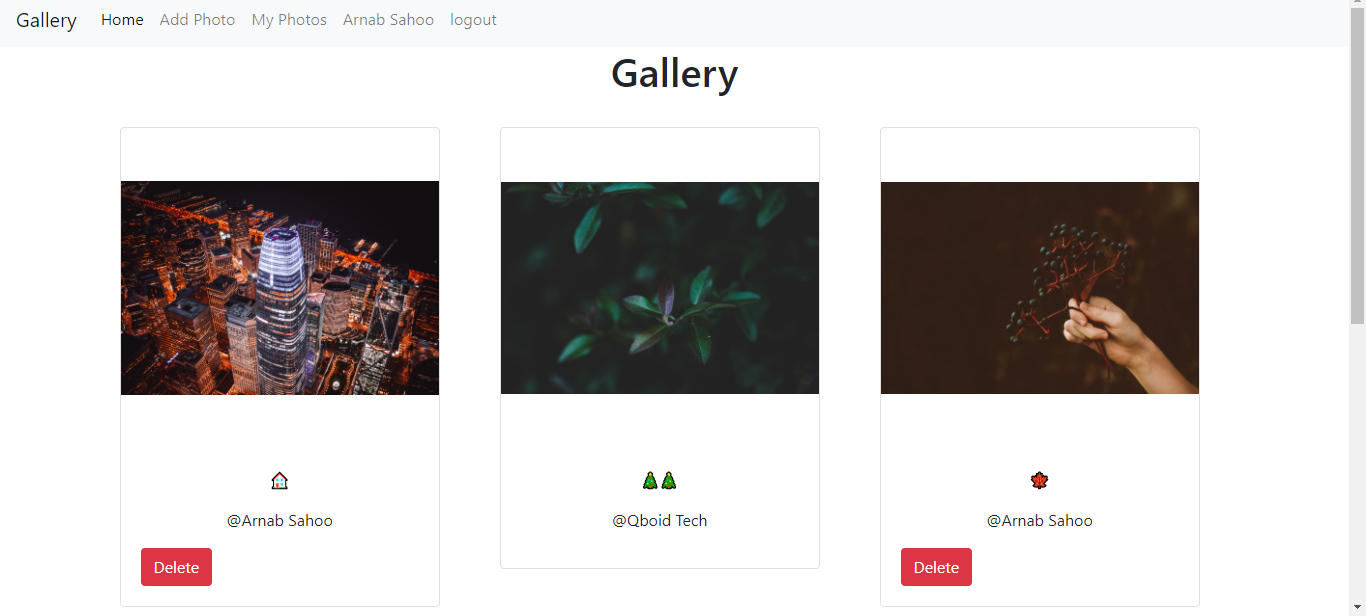 Gallery Home Add Photo My Photos Arnab Sahoo logout
Gallery
🏠
@Arnab Sahoo
Delete
🎄🎄
@Qboid Tech
🍁
@Arnab Sahoo
Delete